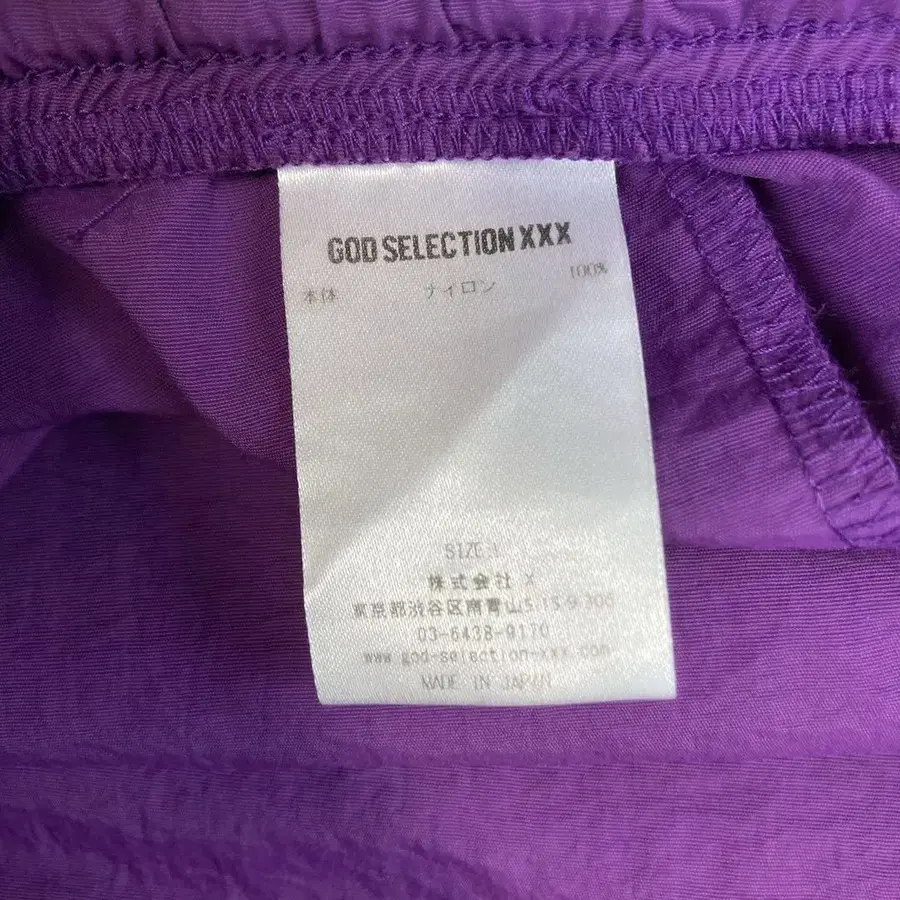 GOD SELECTION XXX
本体 ナイロン 100%
SIZE:L
株式会社 X
東京都渋谷区南青山5-15-9-306
03-6438-9170
www.god-selection-xxx.com
MADE IN JAPAN